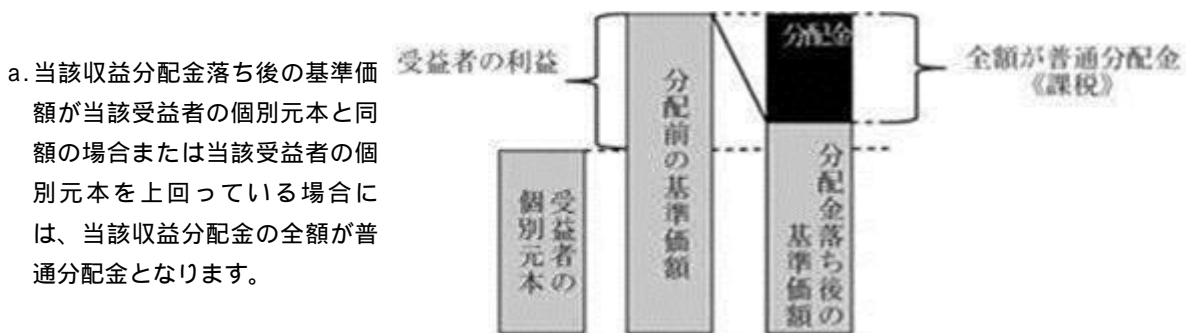 a.当該収益分配金落ち後の基準価
額が当該受益者の個別元本と同
額の場合または当該受益者の個
別元本を上回っている場合に
は、当該収益分配金の全額が普
通分配金となります。
受益者の利益
受益者の
個別元本
分配前の基準価額
分配金
分配金落ち後の
基準価額
全額が普通分配金
《課税》